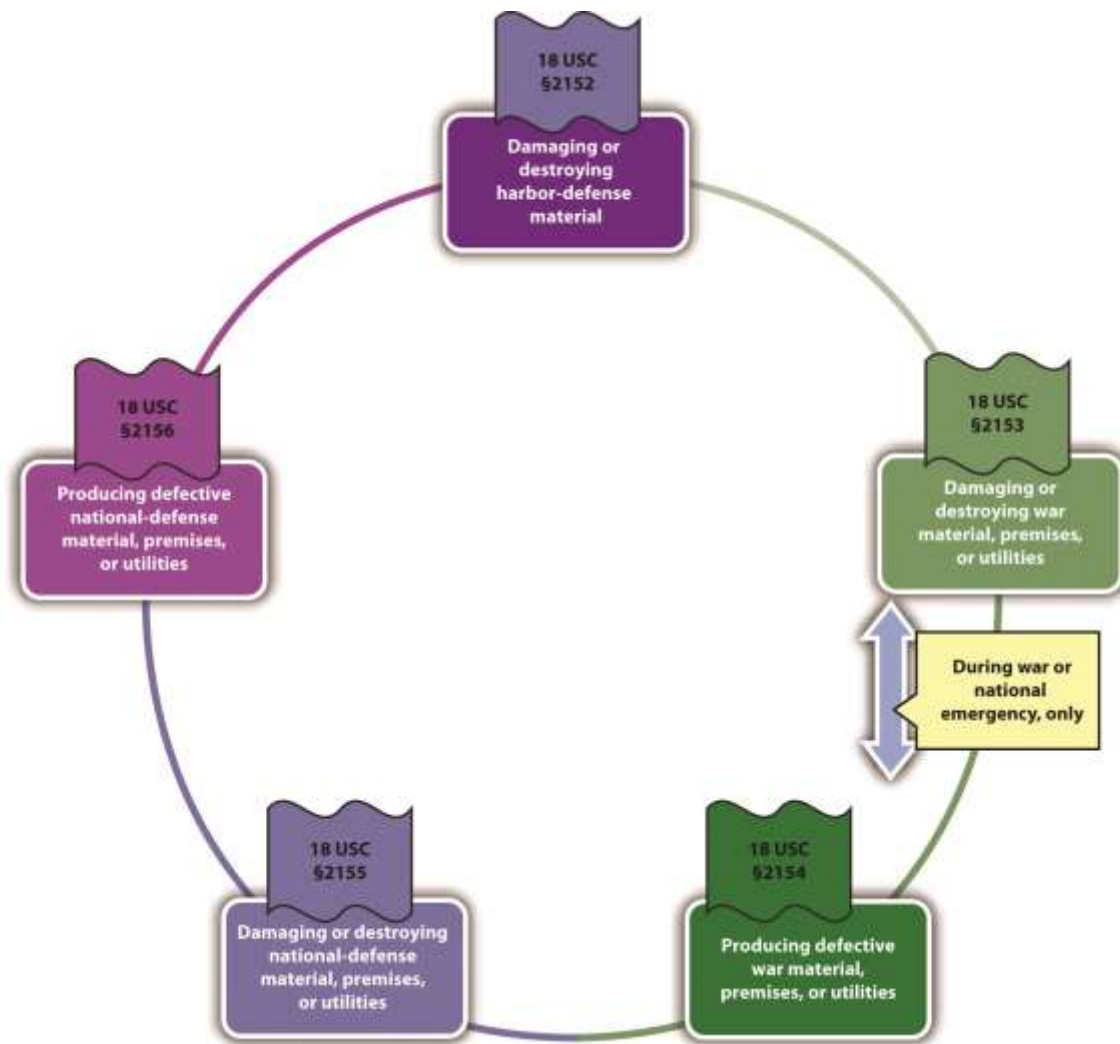 18 USC
§2152
Damaging or
destroying
harbor-defense
material
18 USC
§2156
Producing defective
national-defense
material, premises,
or utilities
18 USC
§2153
Damaging or
destroying war
material, premises,
or utilities
During war or
national
emergency, only
18 USC
§2155
Damaging or destroying
national-defense
material, premises,
or utilities
18 USC
§2154
Producing defective
war material,
premises, or utilities